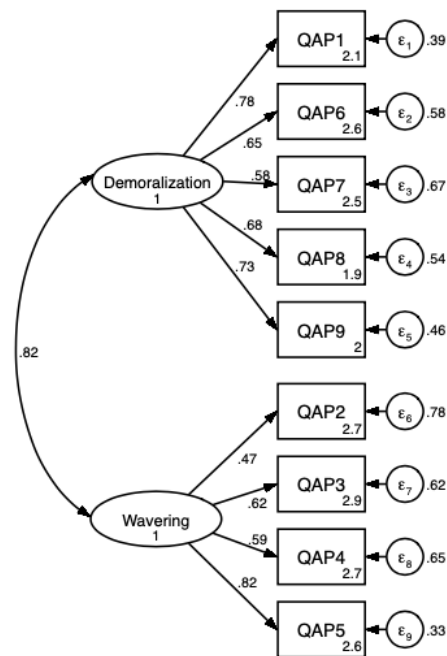 QAP1
2.1
ε1
.39
.78
QAP6
2.6
ε2
.58
.65
QAP7
2.5
ε3
.67
.58
Demoralization
1
QAP8
1.9
ε4
.54
.68
QAP9
2
ε5
.46
.73
.82
QAP2
2.7
ε6
.78
.47
QAP3
2.9
ε7
.62
.62
Wavering
1
QAP4
2.7
ε8
.65
.59
QAP5
2.6
ε9
.33
.82